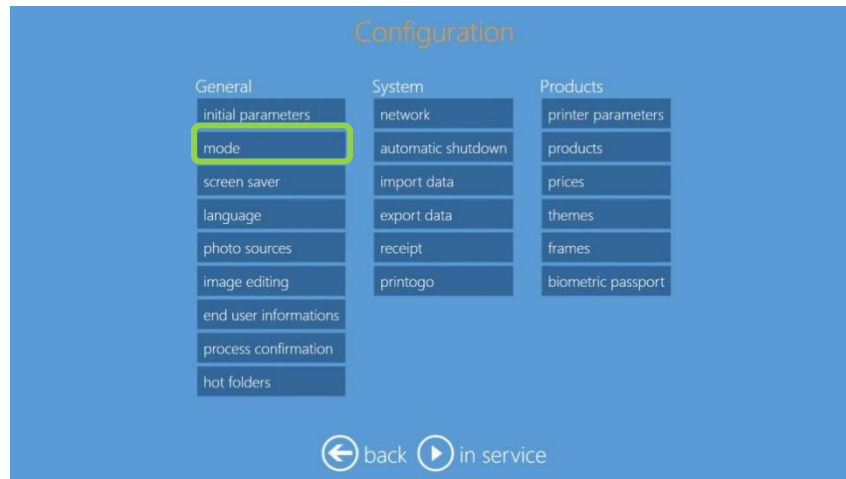 Configuration
General
initial parameters
mode
screen saver
language
photo sources
image editing
end user informations
process confirmation
hot folders
System
network
automatic shutdown
import data
export data
receipt
printogo
Products
printer parameters
products
prices
themes
frames
biometric passport
back in service